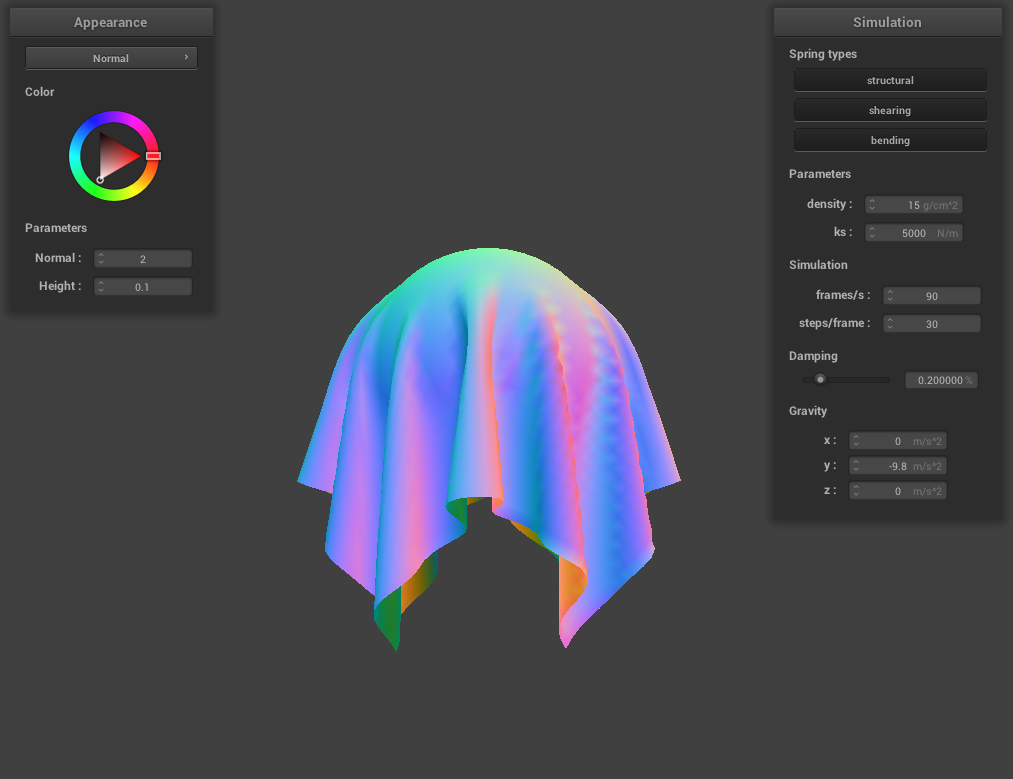 Appearance
Normal
Color
Parameters
Normal : 2
Height : 0.1
Simulation
Spring types
structural
shearing
bending
Parameters
density : 15 g/cm^2
ks : 5000 N/m
Simulation
frames/s : 90
steps/frame : 30
Damping
0.200000 %
Gravity
x : 0 m/s^2
y : -9.8 m/s^2
z : 0 m/s^2